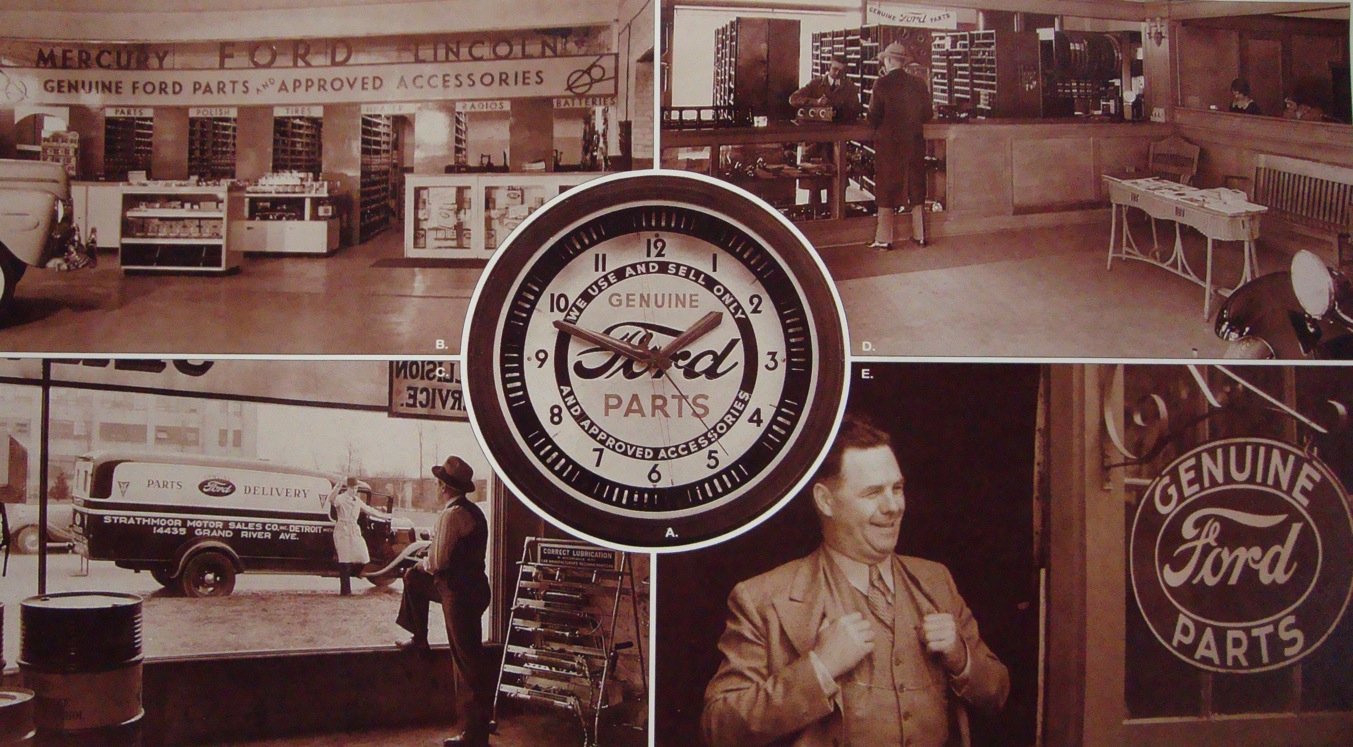 MERCURY FORD LINCOLN
GENUINE FORD PARTS AND APPROVED ACCESSORIES V8
PARTS POLISH TIRES RADIOS BATTERIES
B.
GENUINE Ford PARTS
D.
12
1
2
3
4
5
6
7
8
9
10
11
WE USE AND SELL ONLY
GENUINE
Ford
PARTS
AND APPROVED ACCESSORIES
A.
C.
COLLISION
SERVICE.
PARTS Ford DELIVERY
STRATHMOOR MOTOR SALES CO. INC. DETROIT
14435 GRAND RIVER AVE.
CORRECT LUBRICATION
E.
GENUINE
Ford
PARTS